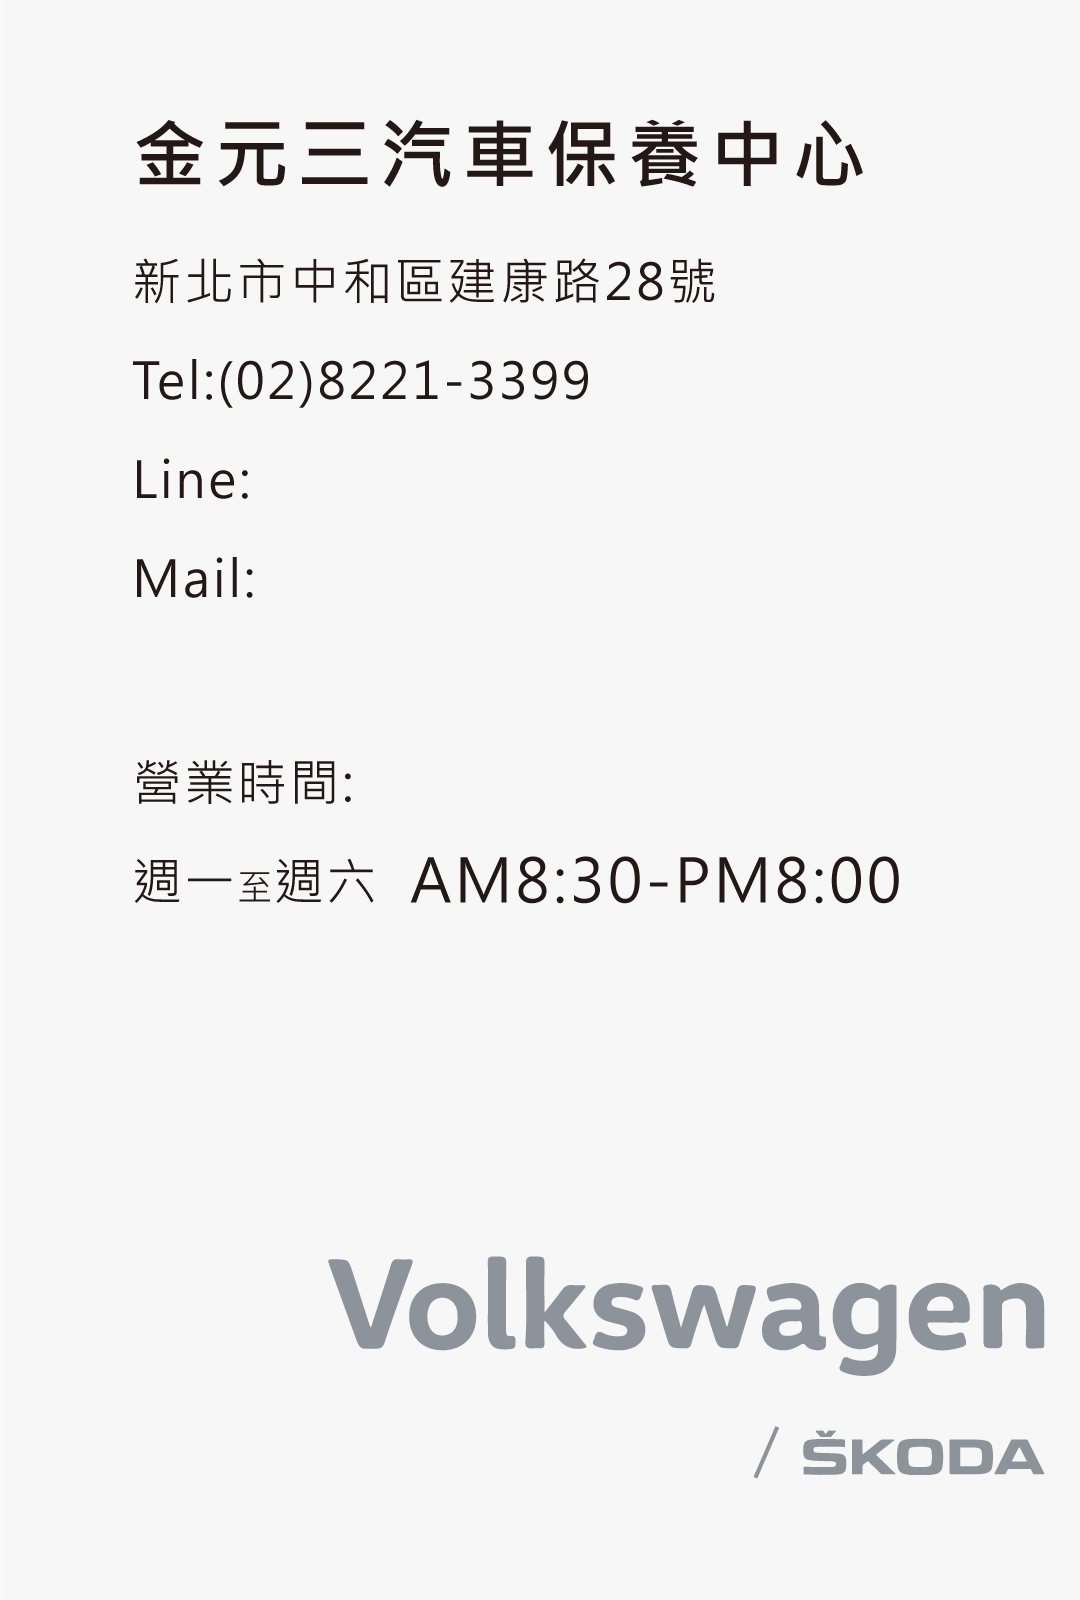 金元三汽車保養中心
新北市中和區建康路28號
Tel:(02)8221-3399
Line:
Mail:
營業時間:
週一至週六 AM8:30-PM8:00
Volkswagen
/ ŠKODA